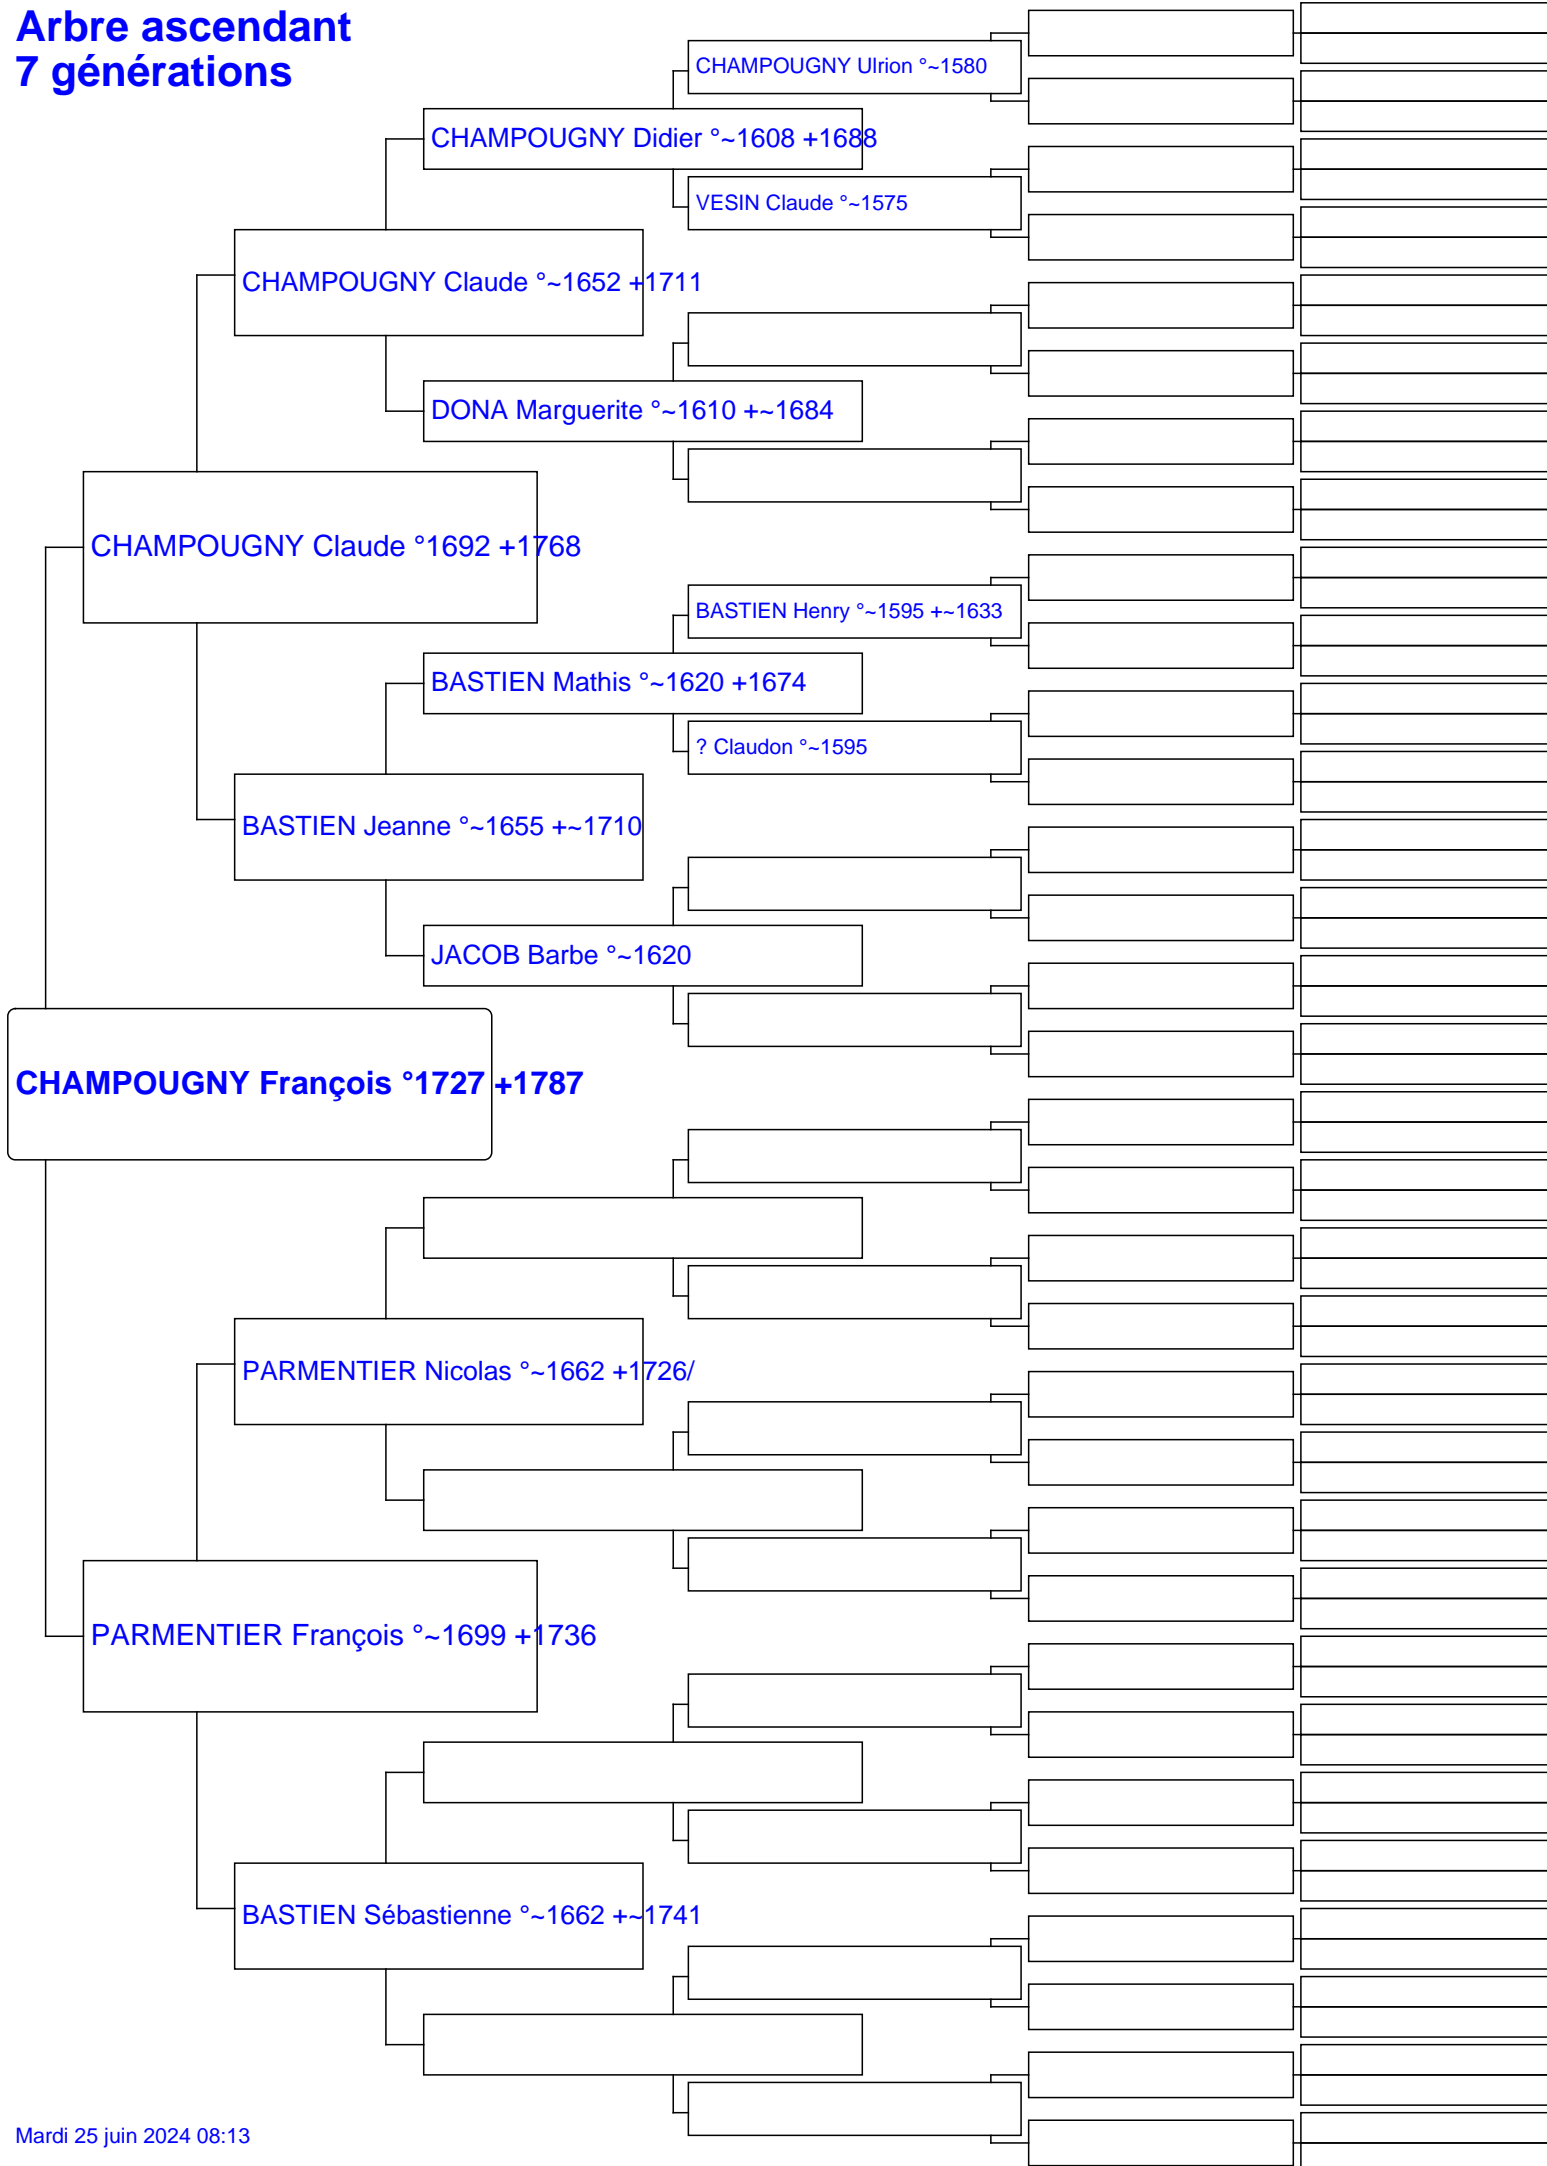 Arbre ascendant
7 générations
CHAMPOUGNY Ulrion °~1580
CHAMPOUGNY Didier °~1608 +1688
VESIN Claude °~1575
CHAMPOUGNY Claude °~1652 +1711
DONA Marguerite °~1610 +~1684
CHAMPOUGNY Claude °1692 +1768
BASTIEN Henry °~1595 +~1633
BASTIEN Mathis °~1620 +1674
? Claudon °~1595
BASTIEN Jeanne °~1655 +~1710
JACOB Barbe °~1620
CHAMPOUGNY François °1727 +1787
PARMENTIER Nicolas °~1662 +1726/
PARMENTIER François °~1699 +1736
BASTIEN Sébastienne °~1662 +~1741
Mardi 25 juin 2024 08:13